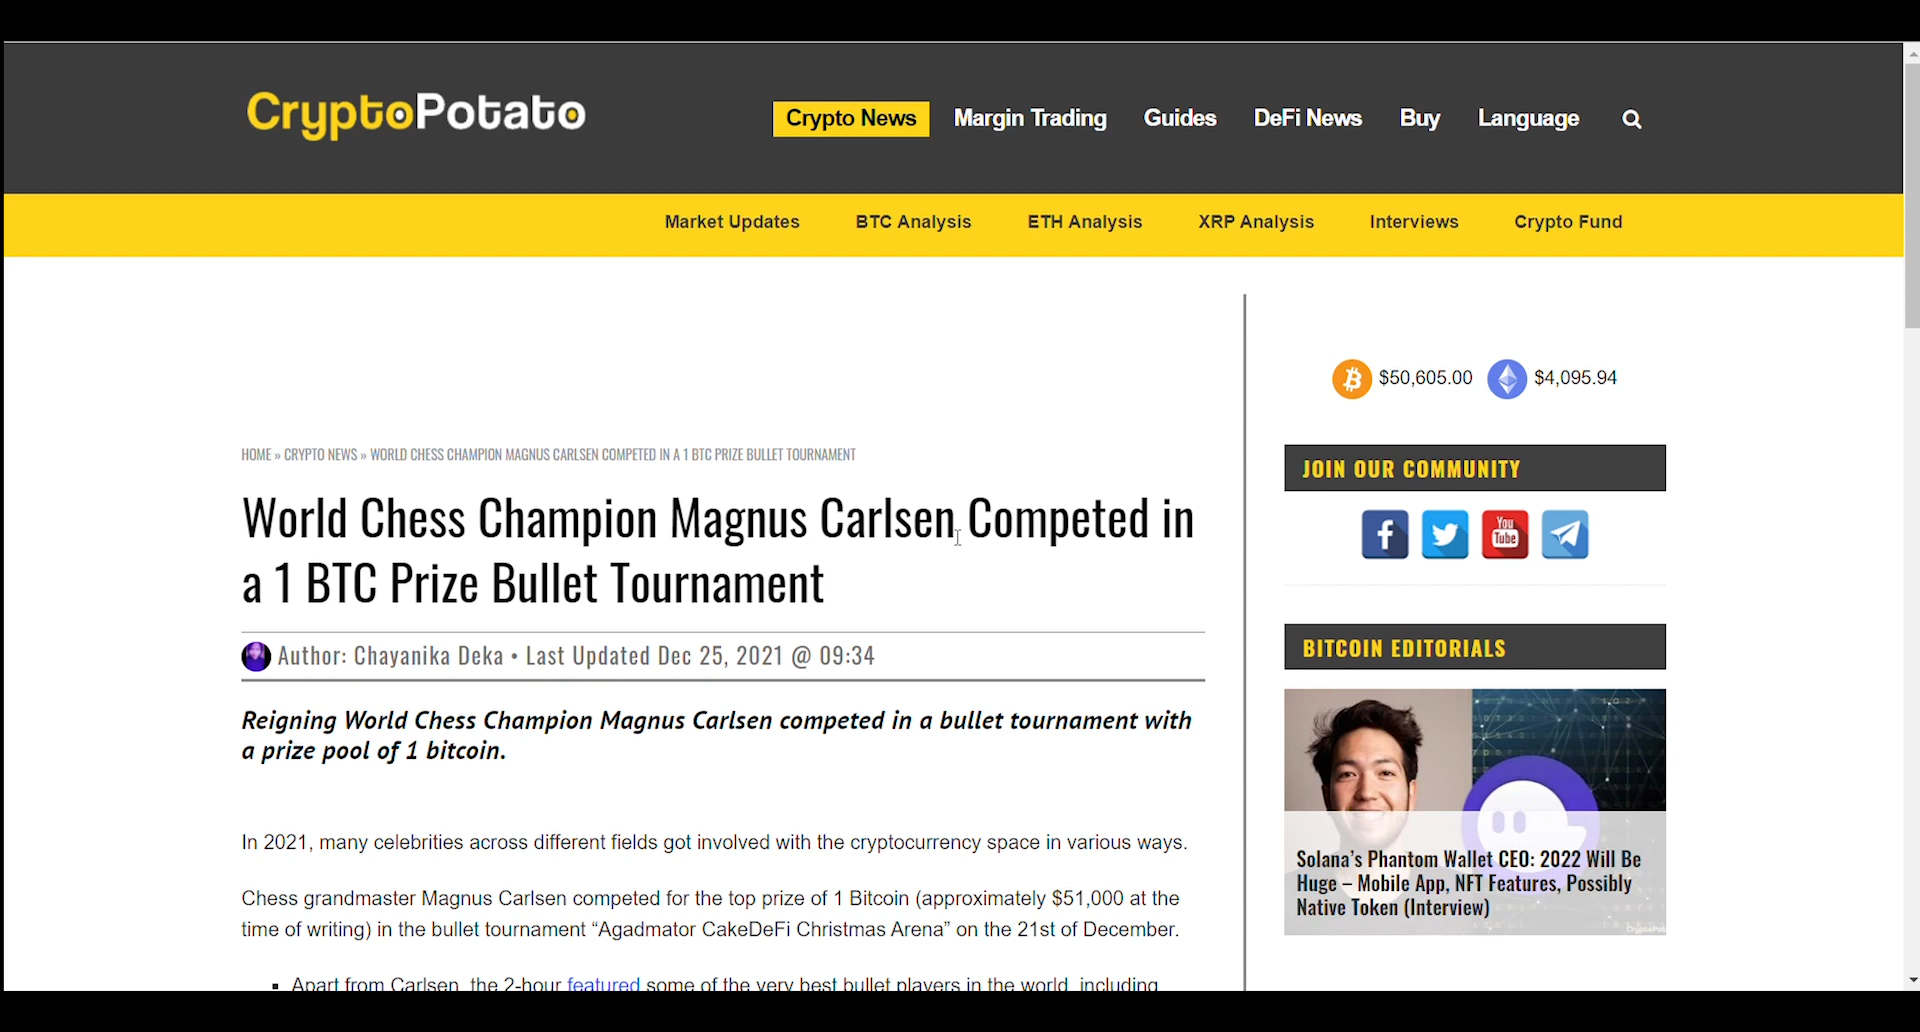 CryptoPotato
Crypto News Margin Trading Guides DeFi News Buy Language
Market Updates BTC Analysis ETH Analysis XRP Analysis Interviews Crypto Fund
$50,605.00 $4,095.94
HOME » CRYPTO NEWS » WORLD CHESS CHAMPION MAGNUS CARLSEN COMPETED IN A 1 BTC PRIZE BULLET TOURNAMENT
World Chess Champion Magnus Carlsen Competed in
a 1 BTC Prize Bullet Tournament
Author: Chayanika Deka • Last Updated Dec 25, 2021 @ 09:34
Reigning World Chess Champion Magnus Carlsen competed in a bullet tournament with
a prize pool of 1 bitcoin.
In 2021, many celebrities across different fields got involved with the cryptocurrency space in various ways.
Chess grandmaster Magnus Carlsen competed for the top prize of 1 Bitcoin (approximately $51,000 at the
time of writing) in the bullet tournament “Agadmator CakeDeFi Christmas Arena” on the 21st of December.
▪ Apart from Carlsen, the 2-hour featured some of the very best bullet players in the world, including
JOIN OUR COMMUNITY
You
Tube
BITCOIN EDITORIALS
Solana’s Phantom Wallet CEO: 2022 Will Be
Huge – Mobile App, NFT Features, Possibly
Native Token (Interview)